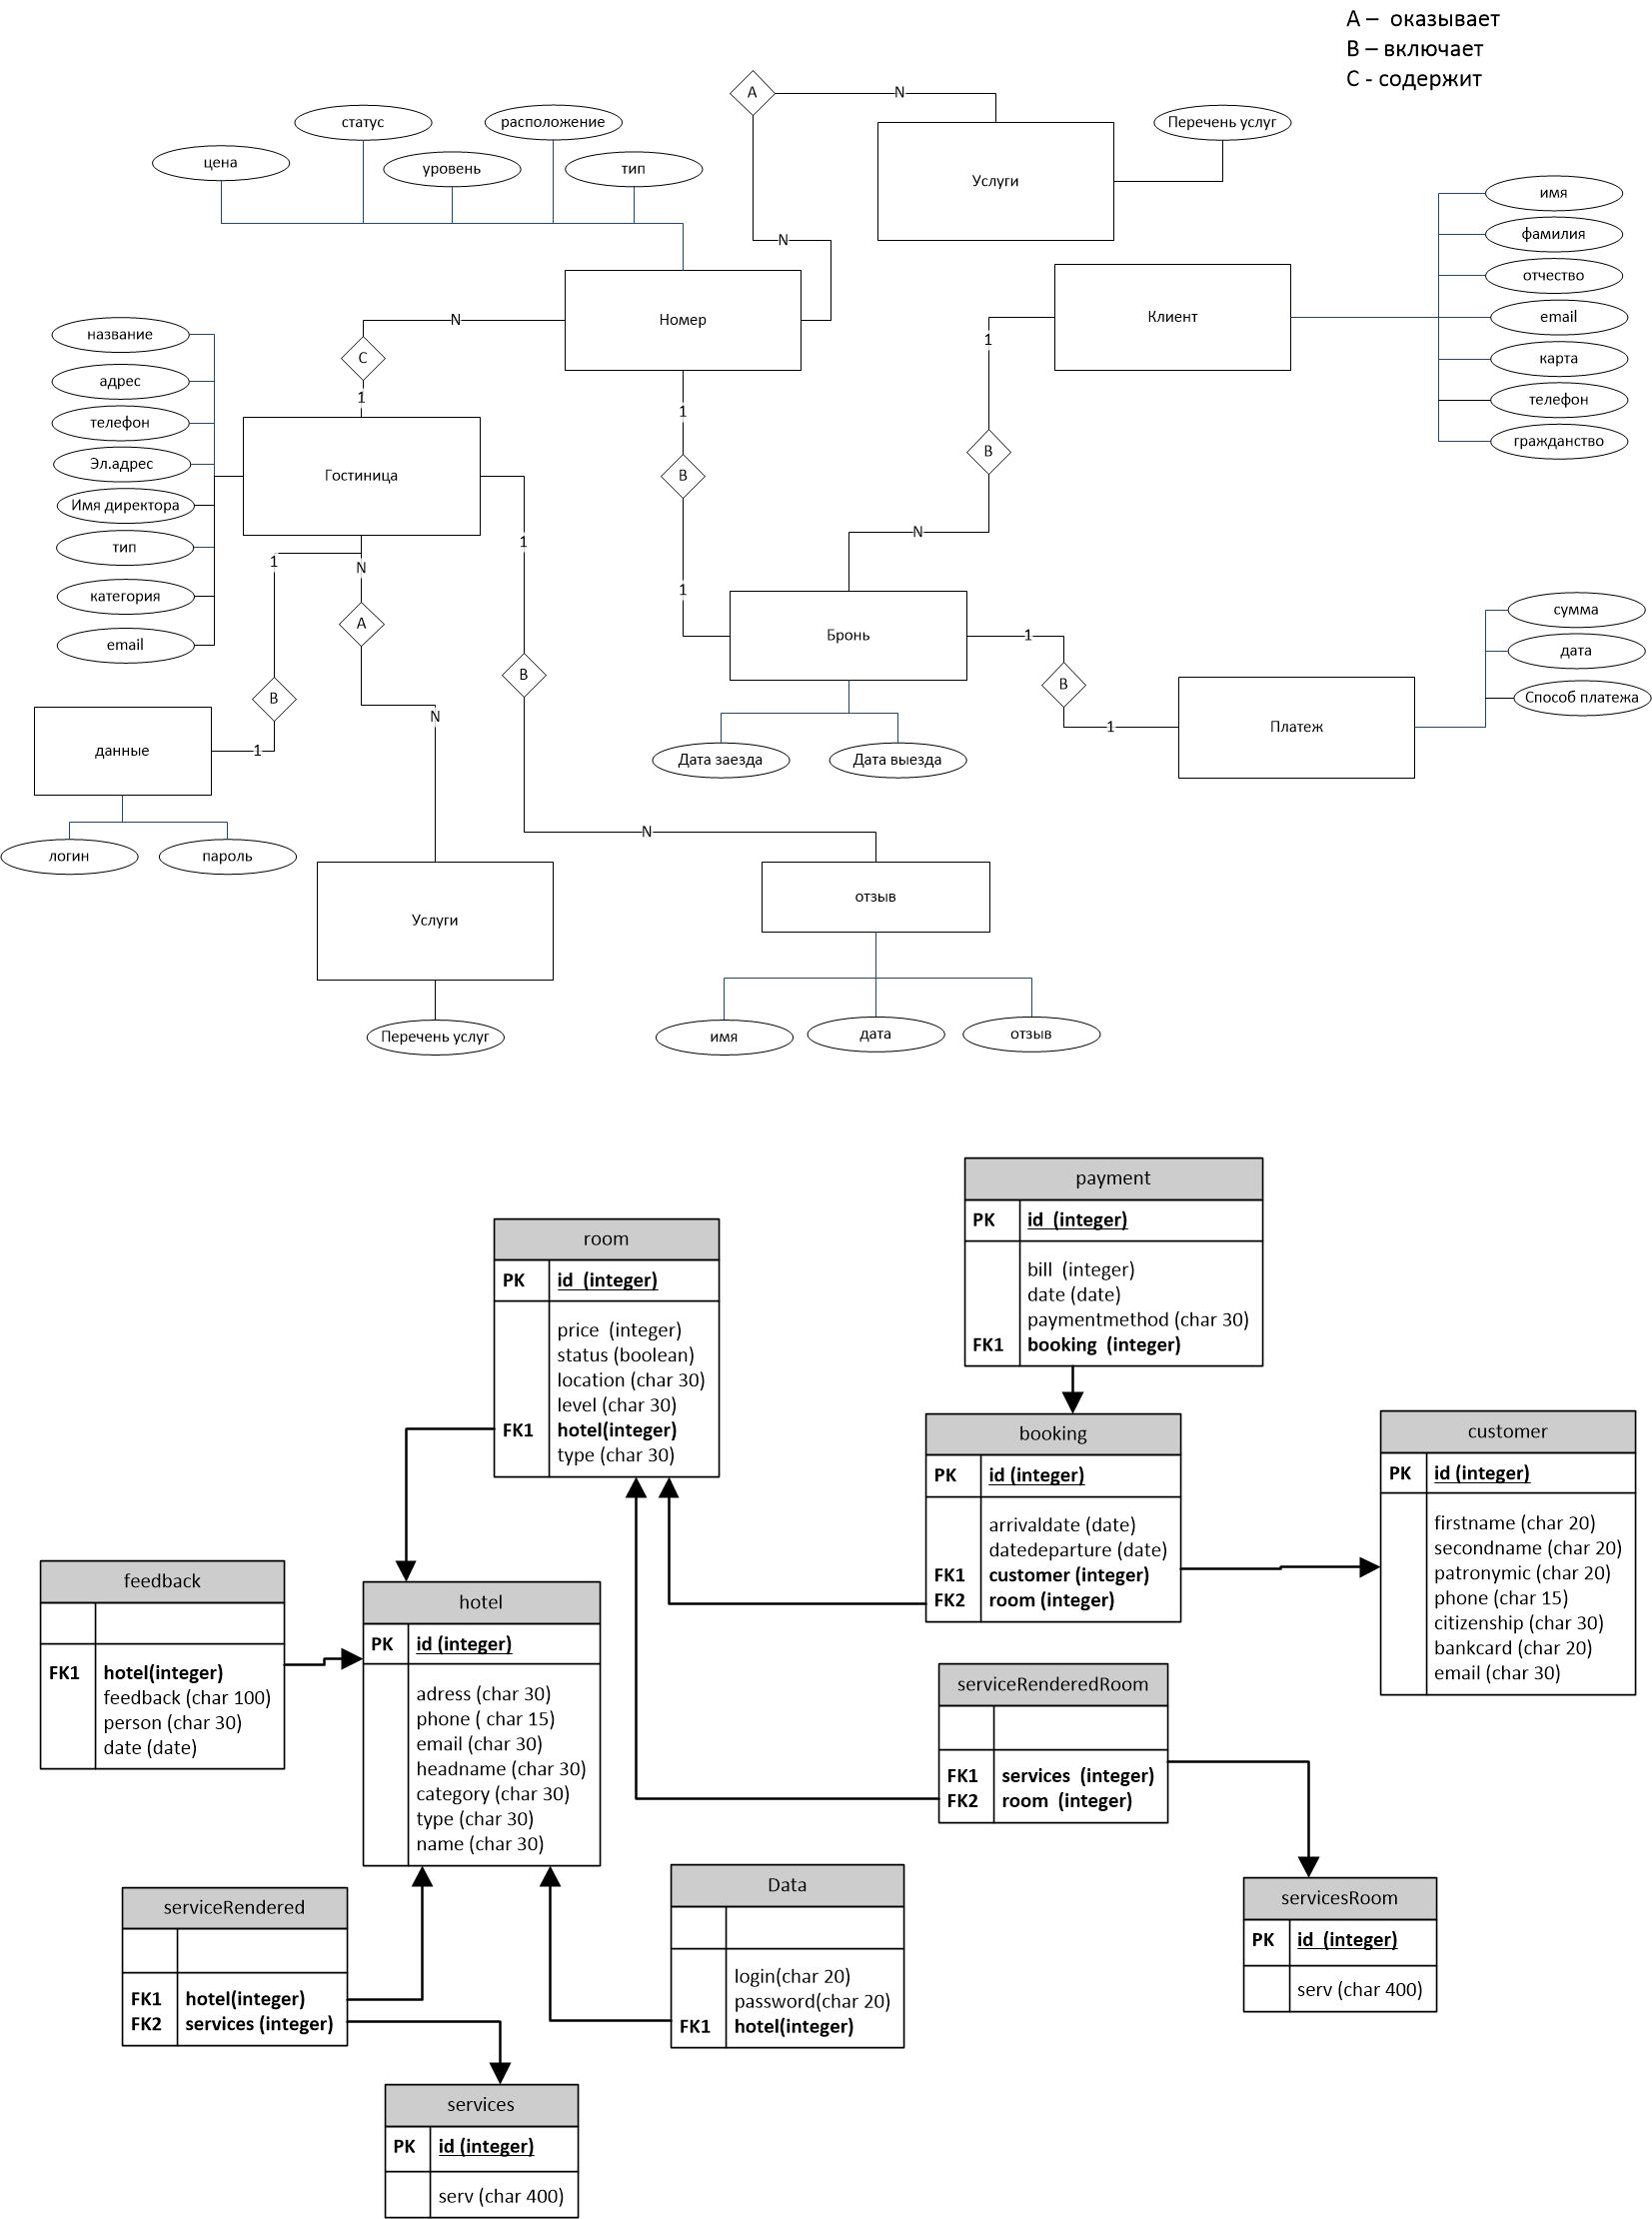 А – оказывает
В – включает
С - содержит
А
N
статус
расположение
Перечень услуг
цена
уровень
тип
Услуги
имя
N
фамилия
отчество
название
N
Номер
Клиент
email
1
карта
С
адрес
1
1
телефон
телефон
гражданство
Эл.адрес
Гостиница
В
В
Имя директора
1
N
тип
1
N
1
категория
А
Бронь
1
сумма
email
дата
В
В
В
Способ платежа
N
1
Платеж
данные
1
Дата заезда
Дата выезда
N
логин
пароль
отзыв
Услуги
Перечень услуг
имя
дата
отзыв
payment
PK id (integer)
bill (integer)
date (date)
paymentmethod (char 30)
FK1 booking (integer)
room
PK id (integer)
price (integer)
status (boolean)
location (char 30)
level (char 30)
FK1 hotel(integer)
type (char 30)
booking
PK id (integer)
arrivaldate (date)
datedeparture (date)
FK1 customer (integer)
FK2 room (integer)
customer
PK id (integer)
firstname (char 20)
secondname (char 20)
patronymic (char 20)
phone (char 15)
citizenship (char 30)
bankcard (char 20)
email (char 30)
feedback
FK1 hotel(integer)
feedback (char 100)
person (char 30)
date (date)
hotel
PK id (integer)
adress (char 30)
phone ( char 15)
email (char 30)
headname (char 30)
category (char 30)
type (char 30)
name (char 30)
serviceRenderedRoom
FK1 services (integer)
FK2 room (integer)
serviceRendered
FK1 hotel(integer)
FK2 services (integer)
Data
login(char 20)
password(char 20)
FK1 hotel(integer)
servicesRoom
PK id (integer)
serv (char 400)
services
PK id (integer)
serv (char 400)